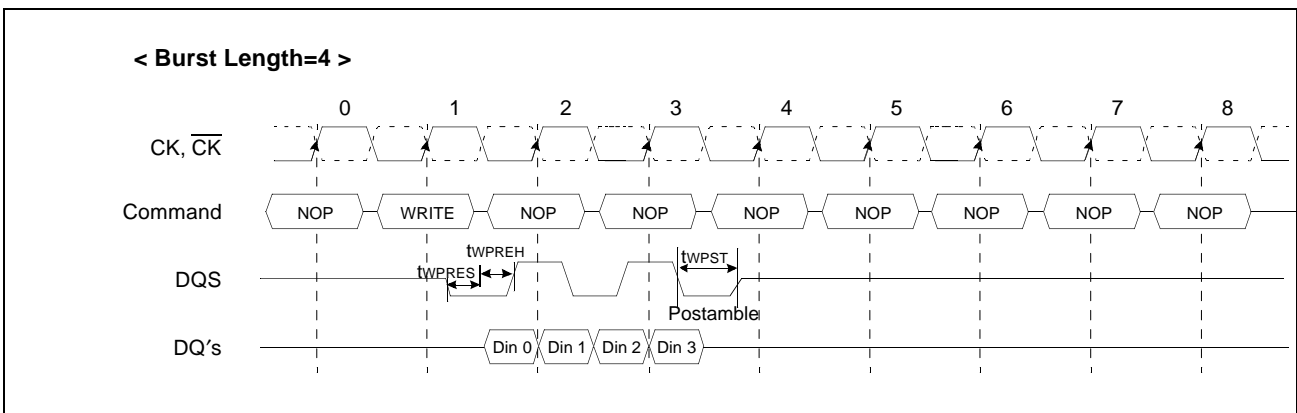 < Burst Length=4 >
0 1 2 3 4 5 6 7 8
CK, C̅K̅
Command NOP WRITE NOP NOP NOP NOP NOP NOP NOP
tWPREH
tWPRES
tWPST
DQS
Postamble
DQ′s Din 0 Din 1 Din 2 Din 3